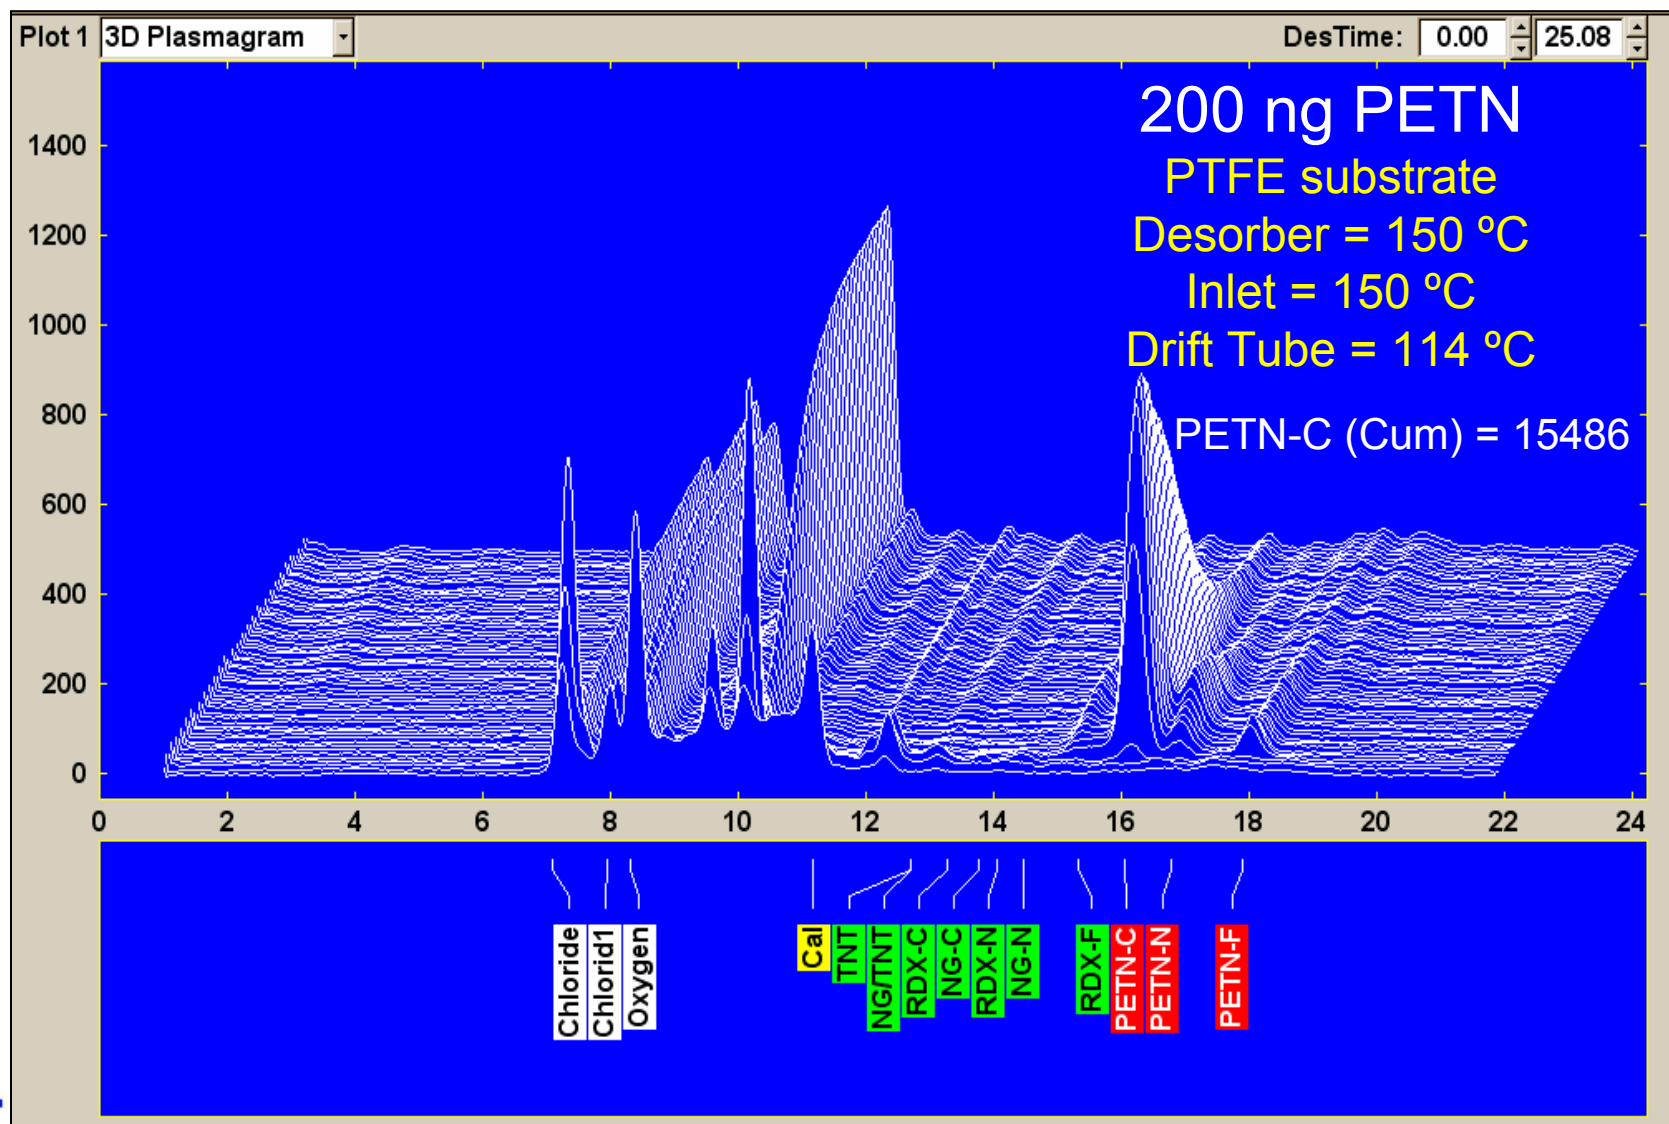 Plot 1 3D Plasmagram DesTime: 0.00 25.08
200 ng PETN
PTFE substrate
Desorber = 150 ºC
Inlet = 150 ºC
Drift Tube = 114 ºC
PETN-C (Cum) = 15486
1400
1200
1000
800
600
400
200
0
0 2 4 6 8 10 12 14 16 18 20 22 24
Chloride
Chlorid1
Oxygen
Cal
TNT
NG/TNT
RDX-C
NG-C
RDX-N
NG-N
RDX-F
PETN-C
PETN-N
PETN-F